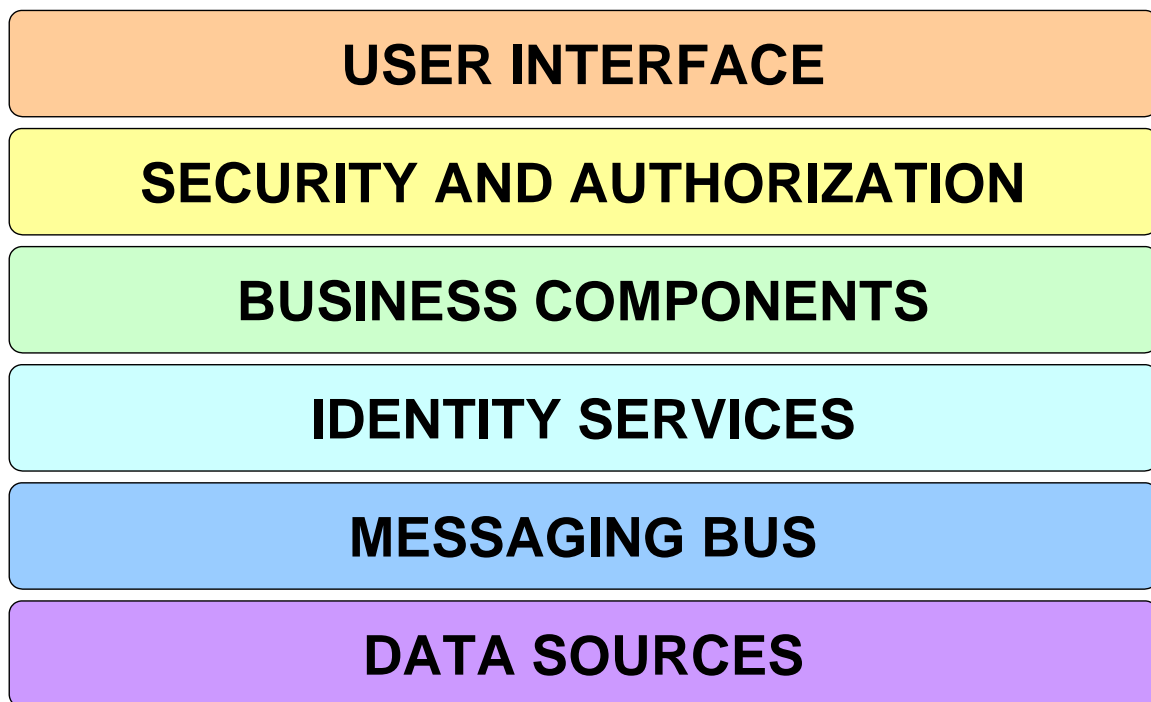 USER INTERFACE
SECURITY AND AUTHORIZATION
BUSINESS COMPONENTS
IDENTITY SERVICES
MESSAGING BUS
DATA SOURCES